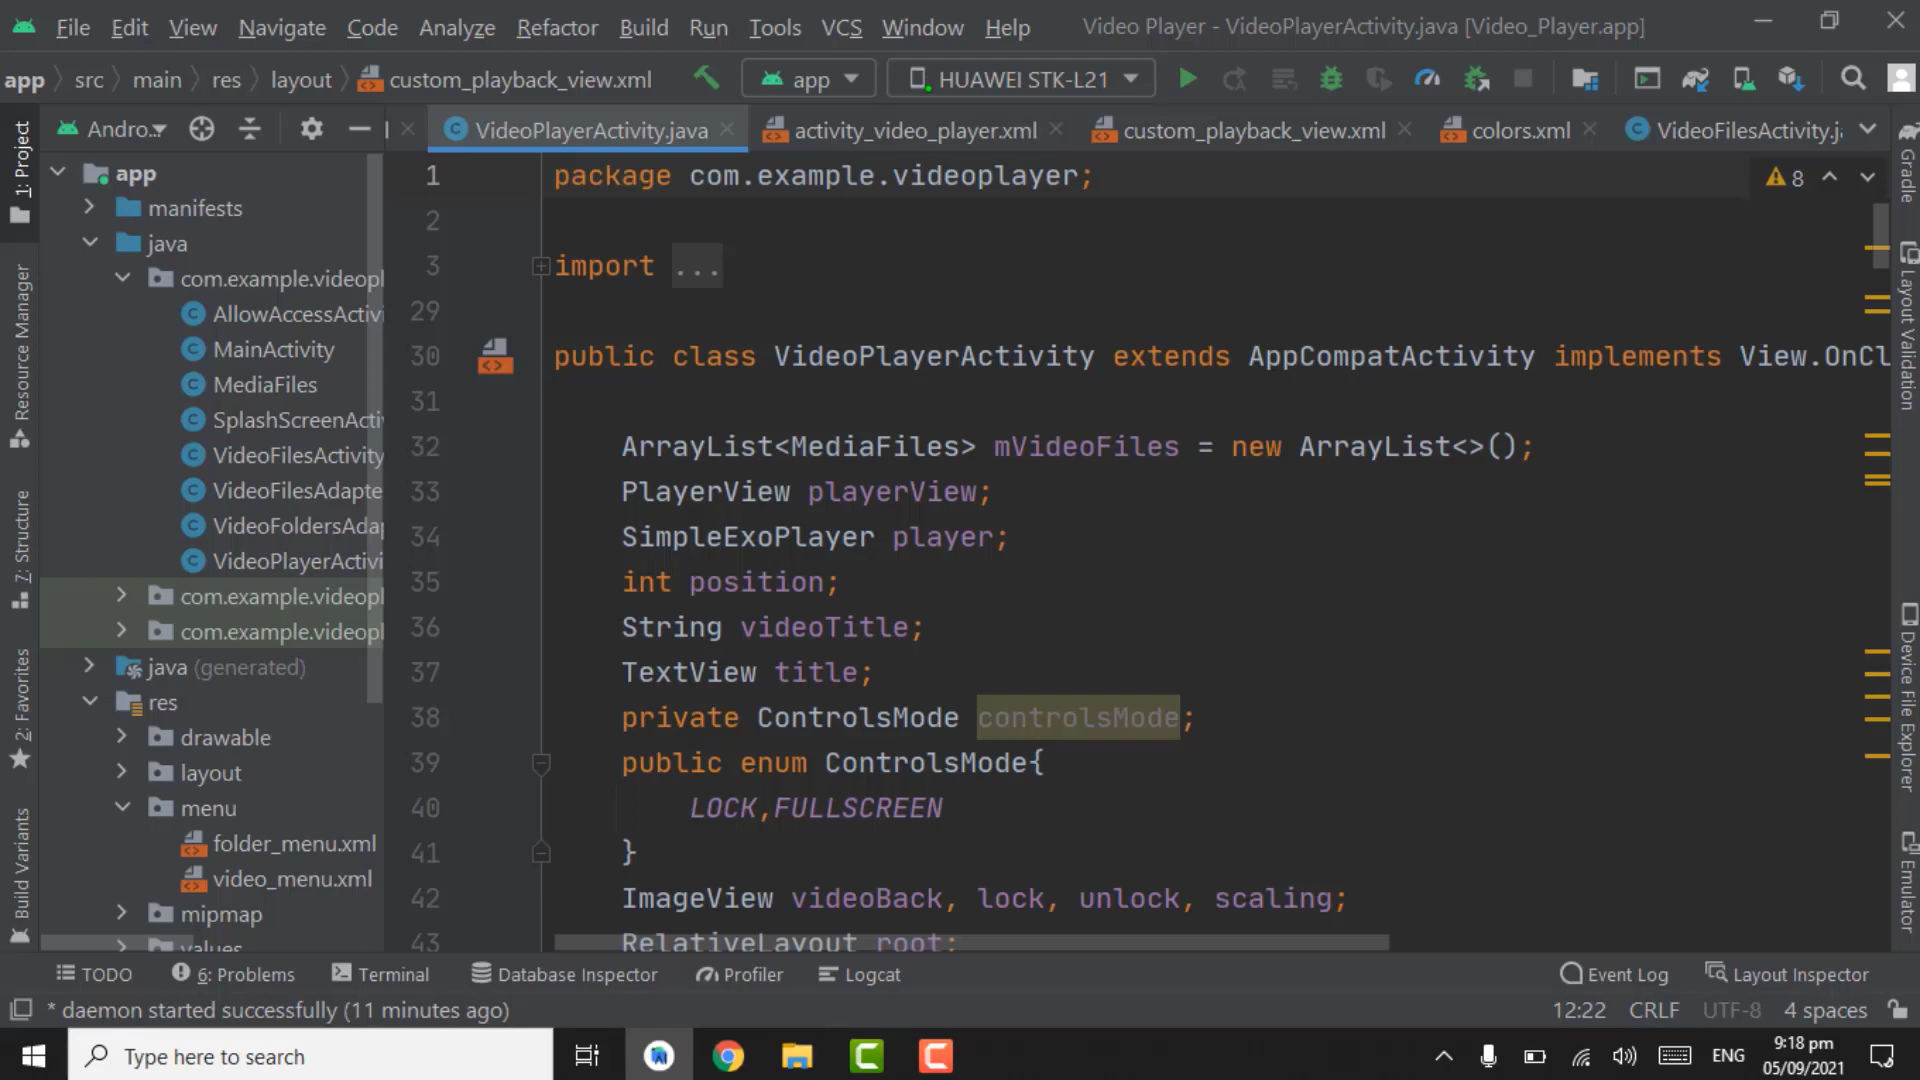 File Edit View Navigate Code Analyze Refactor Build Run Tools VCS Window Help Video Player - VideoPlayerActivity.java [Video_Player.app]
app src main res layout custom_playback_view.xml app HUAWEI STK-L21
Andro... VideoPlayerActivity.java activity_video_player.xml custom_playback_view.xml colors.xml VideoFilesActivity.j
1: Project
Resource Manager
7: Structure
2: Favorites
Build Variants
app
manifests
java
com.example.videopl
AllowAccessActivi
MainActivity
MediaFiles
SplashScreenActiv
VideoFilesActivity
VideoFilesAdapte
VideoFoldersAdap
VideoPlayerActivi
com.example.videopl
com.example.videopl
java (generated)
res
drawable
layout
menu
folder_menu.xml
video_menu.xml
mipmap
values
1 package com.example.videoplayer;
2
3 import ...
29
30 public class VideoPlayerActivity extends AppCompatActivity implements View.OnCl
31
32 ArrayList<MediaFiles> mVideoFiles = new ArrayList<>();
33 PlayerView playerView;
34 SimpleExoPlayer player;
35 int position;
36 String videoTitle;
37 TextView title;
38 private ControlsMode controlsMode;
39 public enum ControlsMode{
40 LOCK,FULLSCREEN
41 }
42 ImageView videoBack, lock, unlock, scaling;
43 RelativeLayout root;
8
Gradle
Layout Validation
Device File Explorer
Emulator
TODO 6: Problems Terminal Database Inspector Profiler Logcat Event Log Layout Inspector
* daemon started successfully (11 minutes ago) 12:22 CRLF UTF-8 4 spaces
Type here to search ENG 9:18 pm
05/09/2021